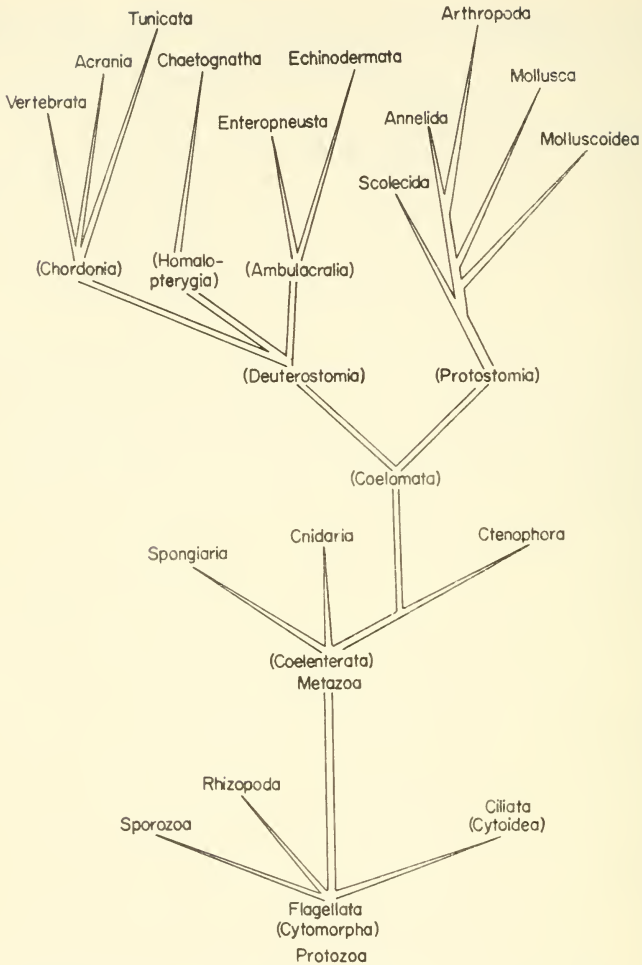 Tunicata
Arthropoda
Acrania
Chaetognatha
Echinodermata
Mollusca
Vertebrata
Enteropneusta
Annelida
Molluscoidea
Scolecida
(Chordonia)
(Homalo-
pterygia)
(Ambulacralia)
(Deuterostomia)
(Protostomia)
(Coelomata)
Spongiaria
Cnidaria
Ctenophora
(Coelenterata)
Metazoa
Rhizopoda
Sporozoa
Ciliata
(Cytoidea)
Flagellata
(Cytomorpha)
Protozoa